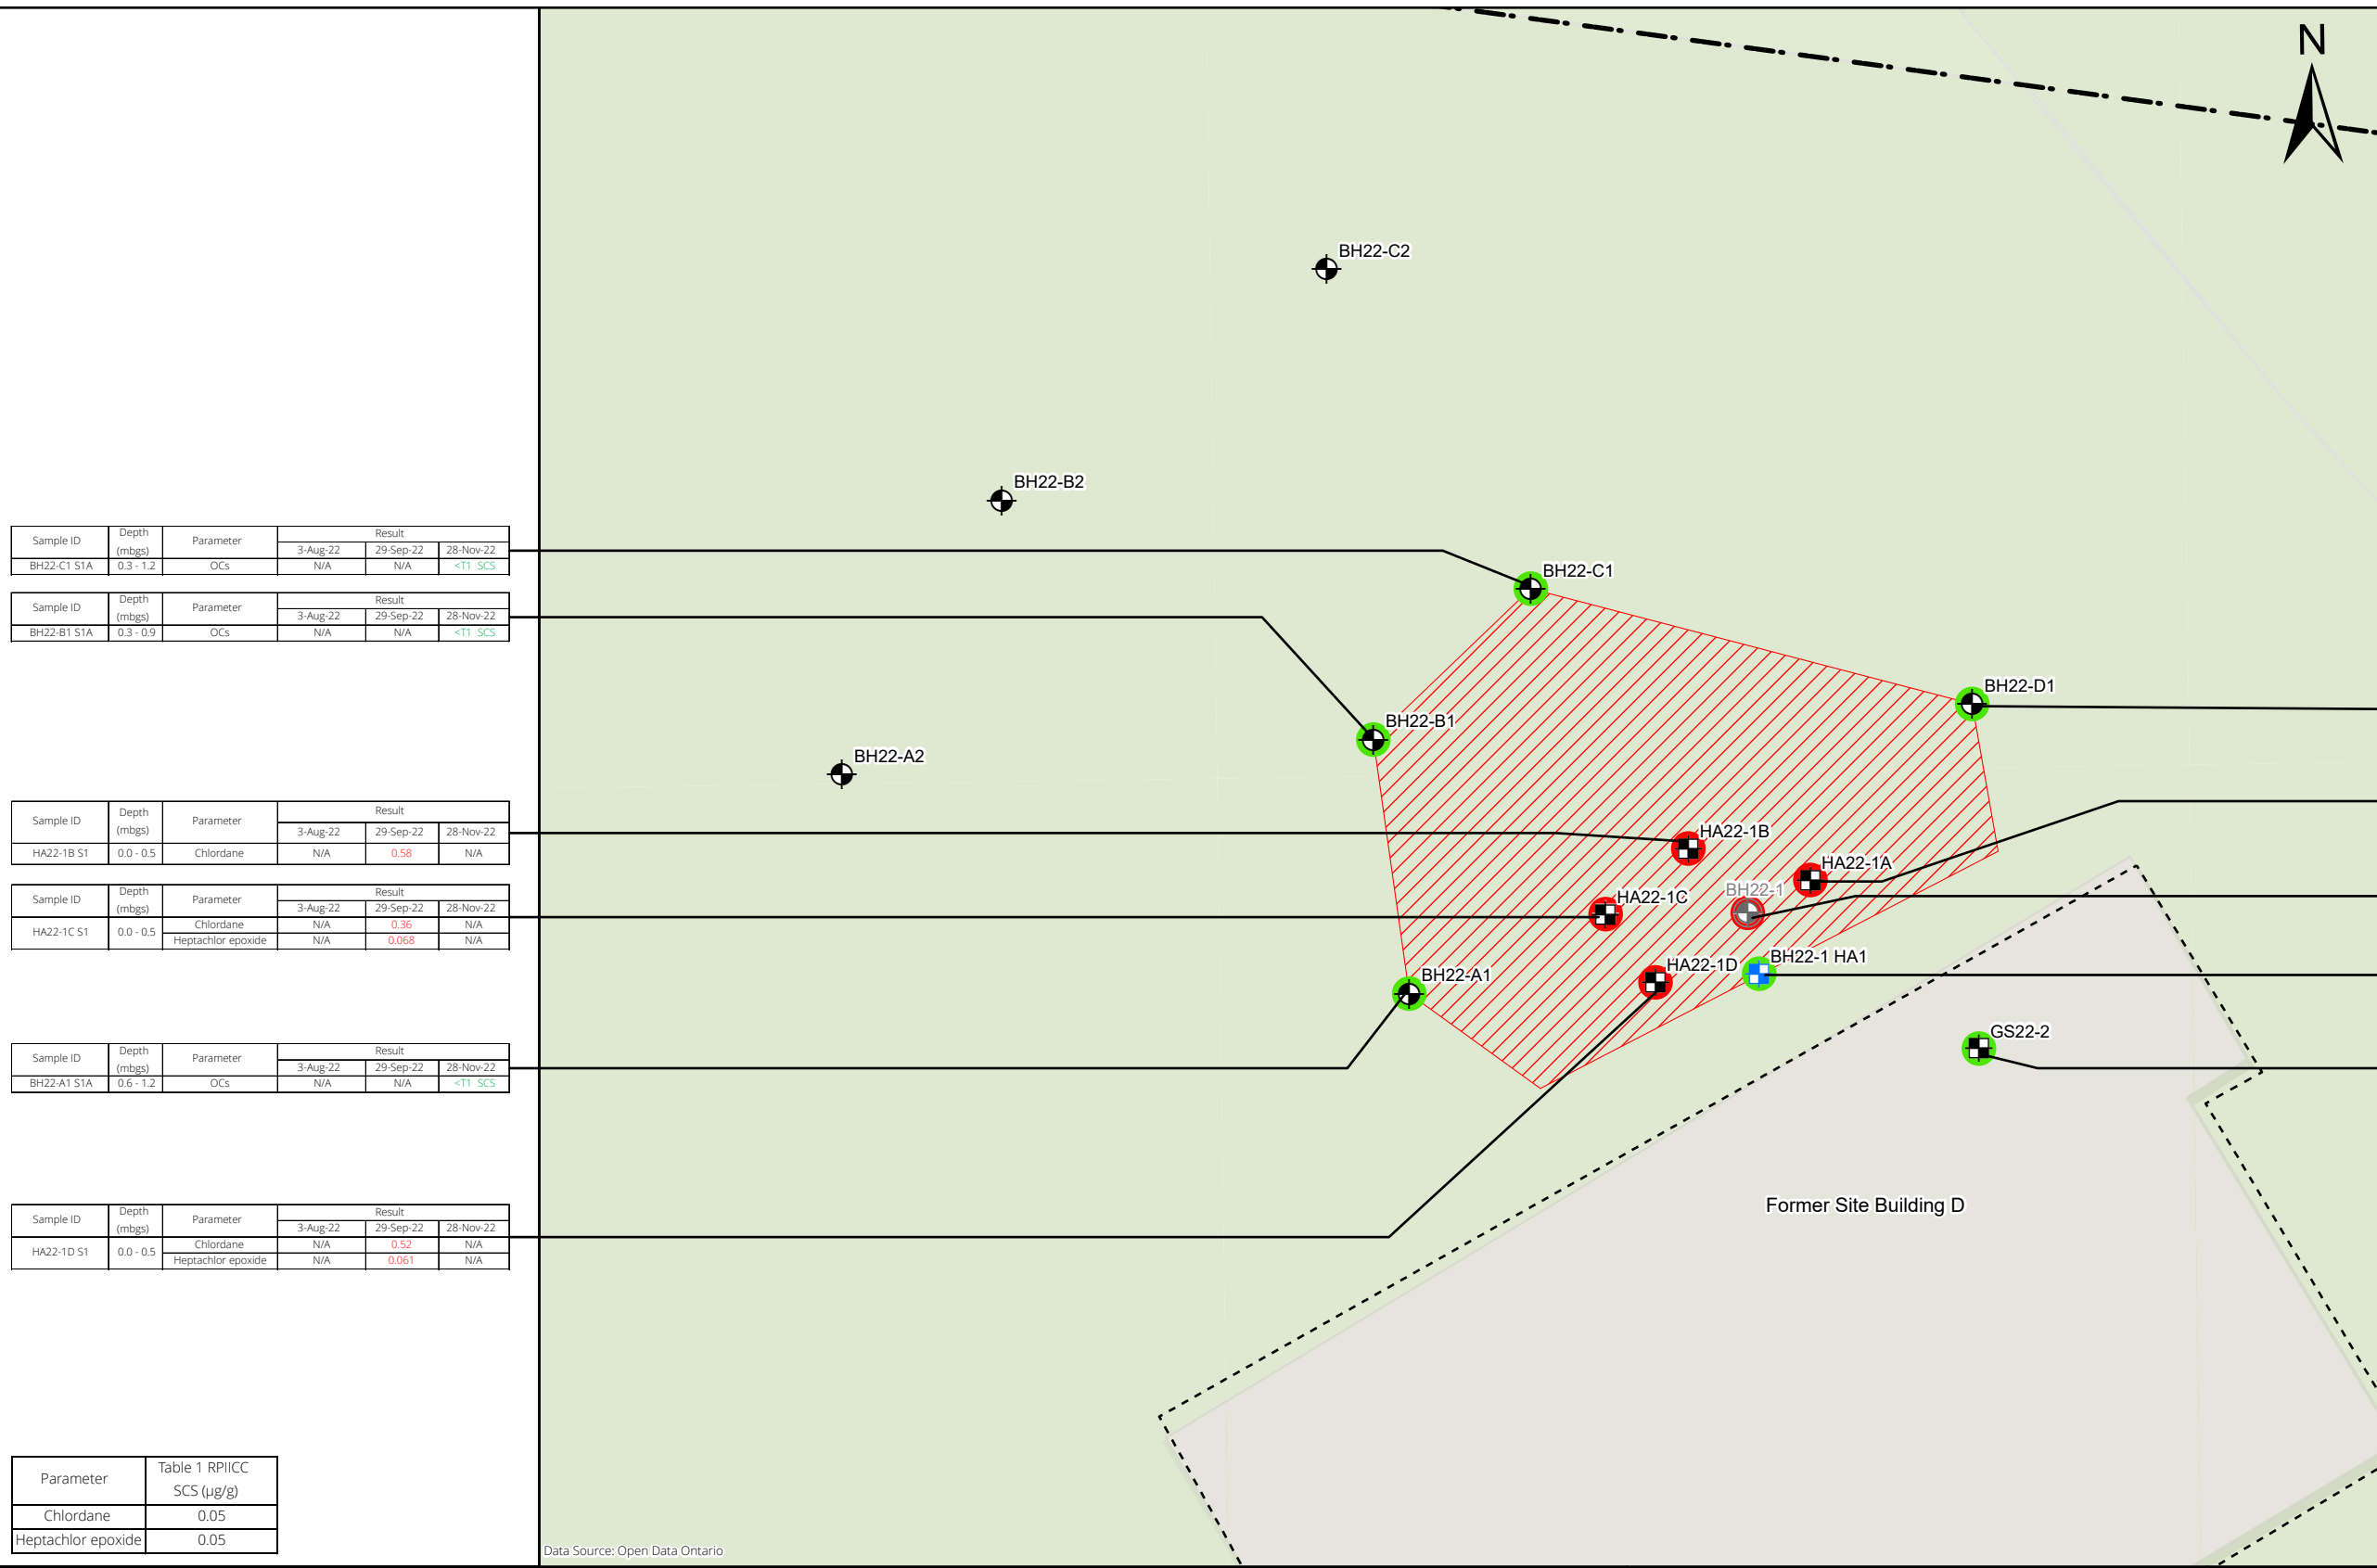 N
BH22-C2
BH22-B2
Sample ID Depth (mbgs) Parameter Result
3-Aug-22 29-Sep-22 28-Nov-22
BH22-C1 S1A 0.3 - 1.2 OCs N/A N/A <T1 SCS
BH22-C1
Sample ID Depth (mbgs) Parameter Result
3-Aug-22 29-Sep-22 28-Nov-22
BH22-B1 S1A 0.3 - 0.9 OCs N/A N/A <T1 SCS
BH22-D1
BH22-B1
BH22-A2
Sample ID Depth (mbgs) Parameter Result
3-Aug-22 29-Sep-22 28-Nov-22
HA22-1B S1 0.0 - 0.5 Chlordane N/A 0.58 N/A
HA22-1B
HA22-1A
BH22-1
HA22-1C
Sample ID Depth (mbgs) Parameter Result
3-Aug-22 29-Sep-22 28-Nov-22
HA22-1C S1 0.0 - 0.5 Chlordane N/A 0.36 N/A
Heptachlor epoxide N/A 0.068 N/A
BH22-1 HA1
HA22-1D
BH22-A1
GS22-2
Sample ID Depth (mbgs) Parameter Result
3-Aug-22 29-Sep-22 28-Nov-22
BH22-A1 S1A 0.6 - 1.2 OCs N/A N/A <T1 SCS
Former Site Building D
Sample ID Depth (mbgs) Parameter Result
3-Aug-22 29-Sep-22 28-Nov-22
HA22-1D S1 0.0 - 0.5 Chlordane N/A 0.52 N/A
Heptachlor epoxide N/A 0.061 N/A
Parameter Table 1 RPIICC SCS (µg/g)
Chlordane 0.05
Heptachlor epoxide 0.05
Data Source: Open Data Ontario